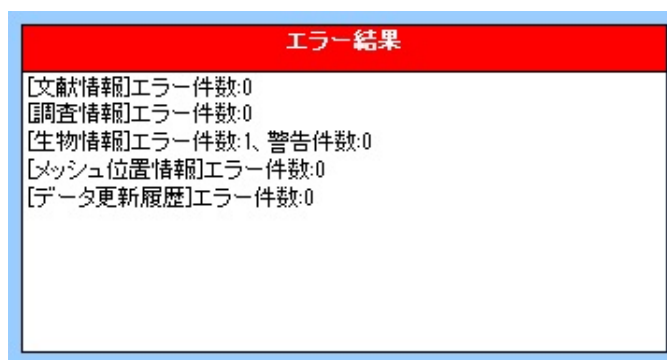 エラー結果
[文献情報]エラー件数:0
[調査情報]エラー件数:0
[生物情報]エラー件数:1、警告件数:0
[メッシュ位置情報]エラー件数:0
[データ更新履歴]エラー件数:0